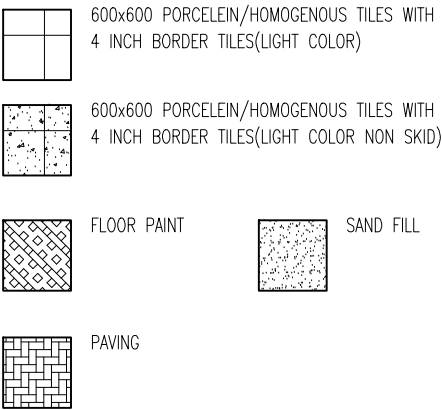 600x600 PORCELEIN/HOMOGENOUS TILES WITH
4 INCH BORDER TILES(LIGHT COLOR)
600x600 PORCELEIN/HOMOGENOUS TILES WITH
4 INCH BORDER TILES(LIGHT COLOR NON SKID)
FLOOR PAINT
SAND FILL
PAVING